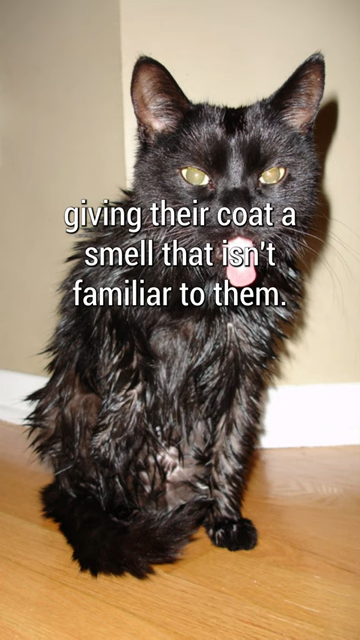 giving their coat a
smell that isn't
familiar to them.